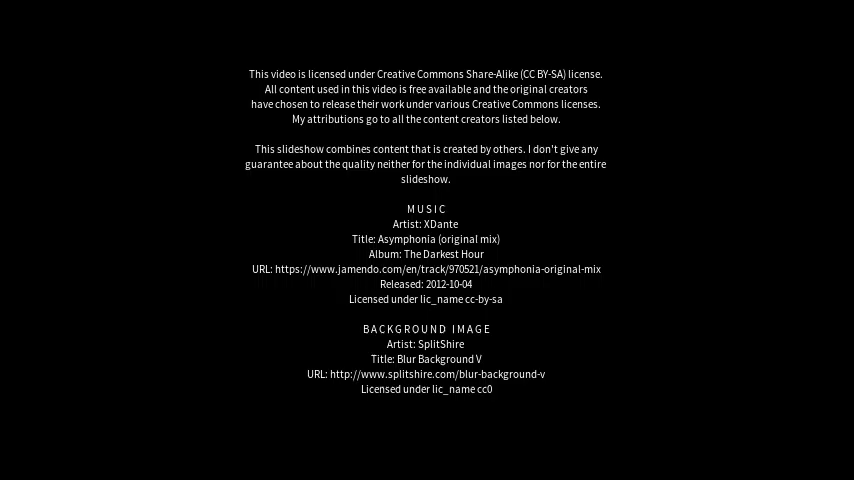 This video is licensed under Creative Commons Share-Alike (CC BY-SA) license.
All content used in this video is free available and the original creators
have chosen to release their work under various Creative Commons licenses.
My attributions go to all the content creators listed below.
This slideshow combines content that is created by others. I don't give any
guarantee about the quality neither for the individual images nor for the entire
slideshow.
MUSIC
Artist: XDante
Title: Asymphonia (original mix)
Album: The Darkest Hour
URL: https://www.jamendo.com/en/track/970521/asymphonia-original-mix
Released: 2012-10-04
Licensed under lic_name cc-by-sa
BACKGROUND IMAGE
Artist: SplitShire
Title: Blur Background V
URL: http://www.splitshire.com/blur-background-v
Licensed under lic_name cc0